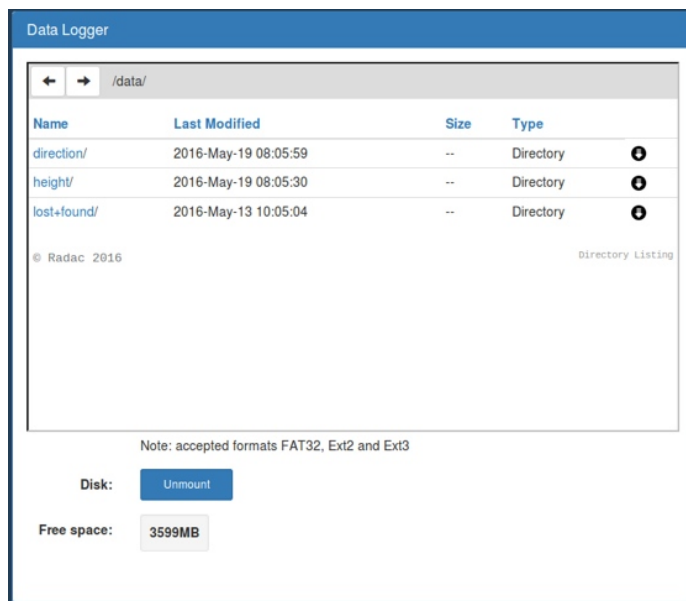 Data Logger
/data/
Name Last Modified Size Type
direction/ 2016-May-19 08:05:59 -- Directory
height/ 2016-May-19 08:05:30 -- Directory
lost+found/ 2016-May-13 10:05:04 -- Directory
© Radac 2016 Directory Listing
Note: accepted formats FAT32, Ext2 and Ext3
Disk: Unmount
Free space: 3599MB